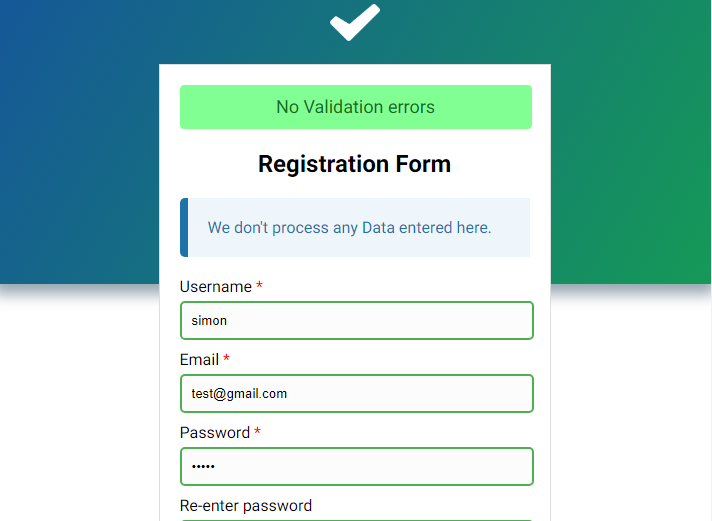 No Validation errors
Registration Form
We don't process any Data entered here.
Username *
simon
Email *
test@gmail.com
Password *
•••••
Re-enter password